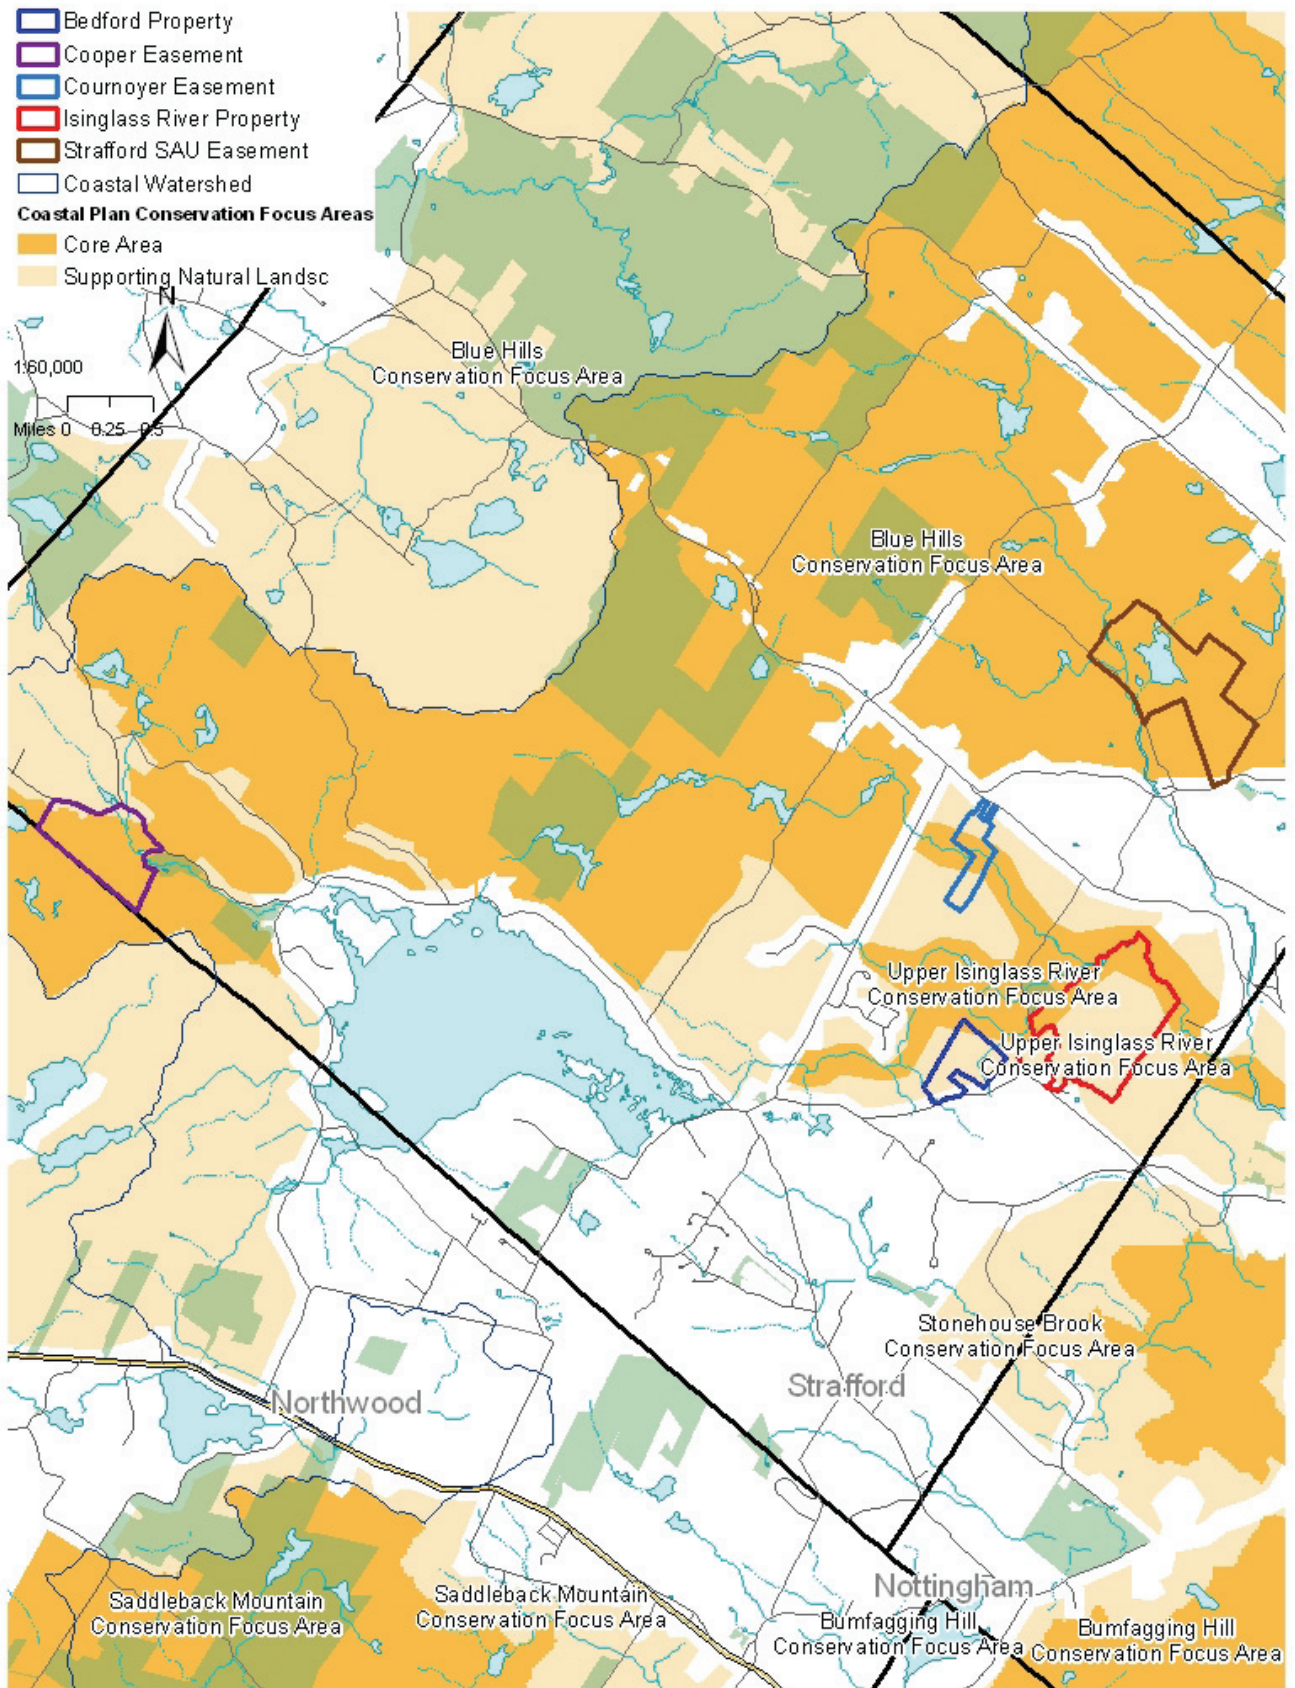 Bedford Property
Cooper Easement
Cournoyer Easement
Isinglass River Property
Strafford SAU Easement
Coastal Watershed
Coastal Plan Conservation Focus Areas
Core Area
Supporting Natural Landsc
N
1:60,000
Miles 0 0.25 0.5
Blue Hills
Conservation Focus Area
Blue Hills
Conservation Focus Area
Upper Isinglass River
Conservation Focus Area
Upper Isinglass River
Conservation Focus Area
Stonehouse Brook
Conservation Focus Area
Strafford
Northwood
Nottingham
Saddleback Mountain
Conservation Focus Area
Saddleback Mountain
Conservation Focus Area
Bumfagging Hill
Conservation Focus Area
Bumfagging Hill
Conservation Focus Area